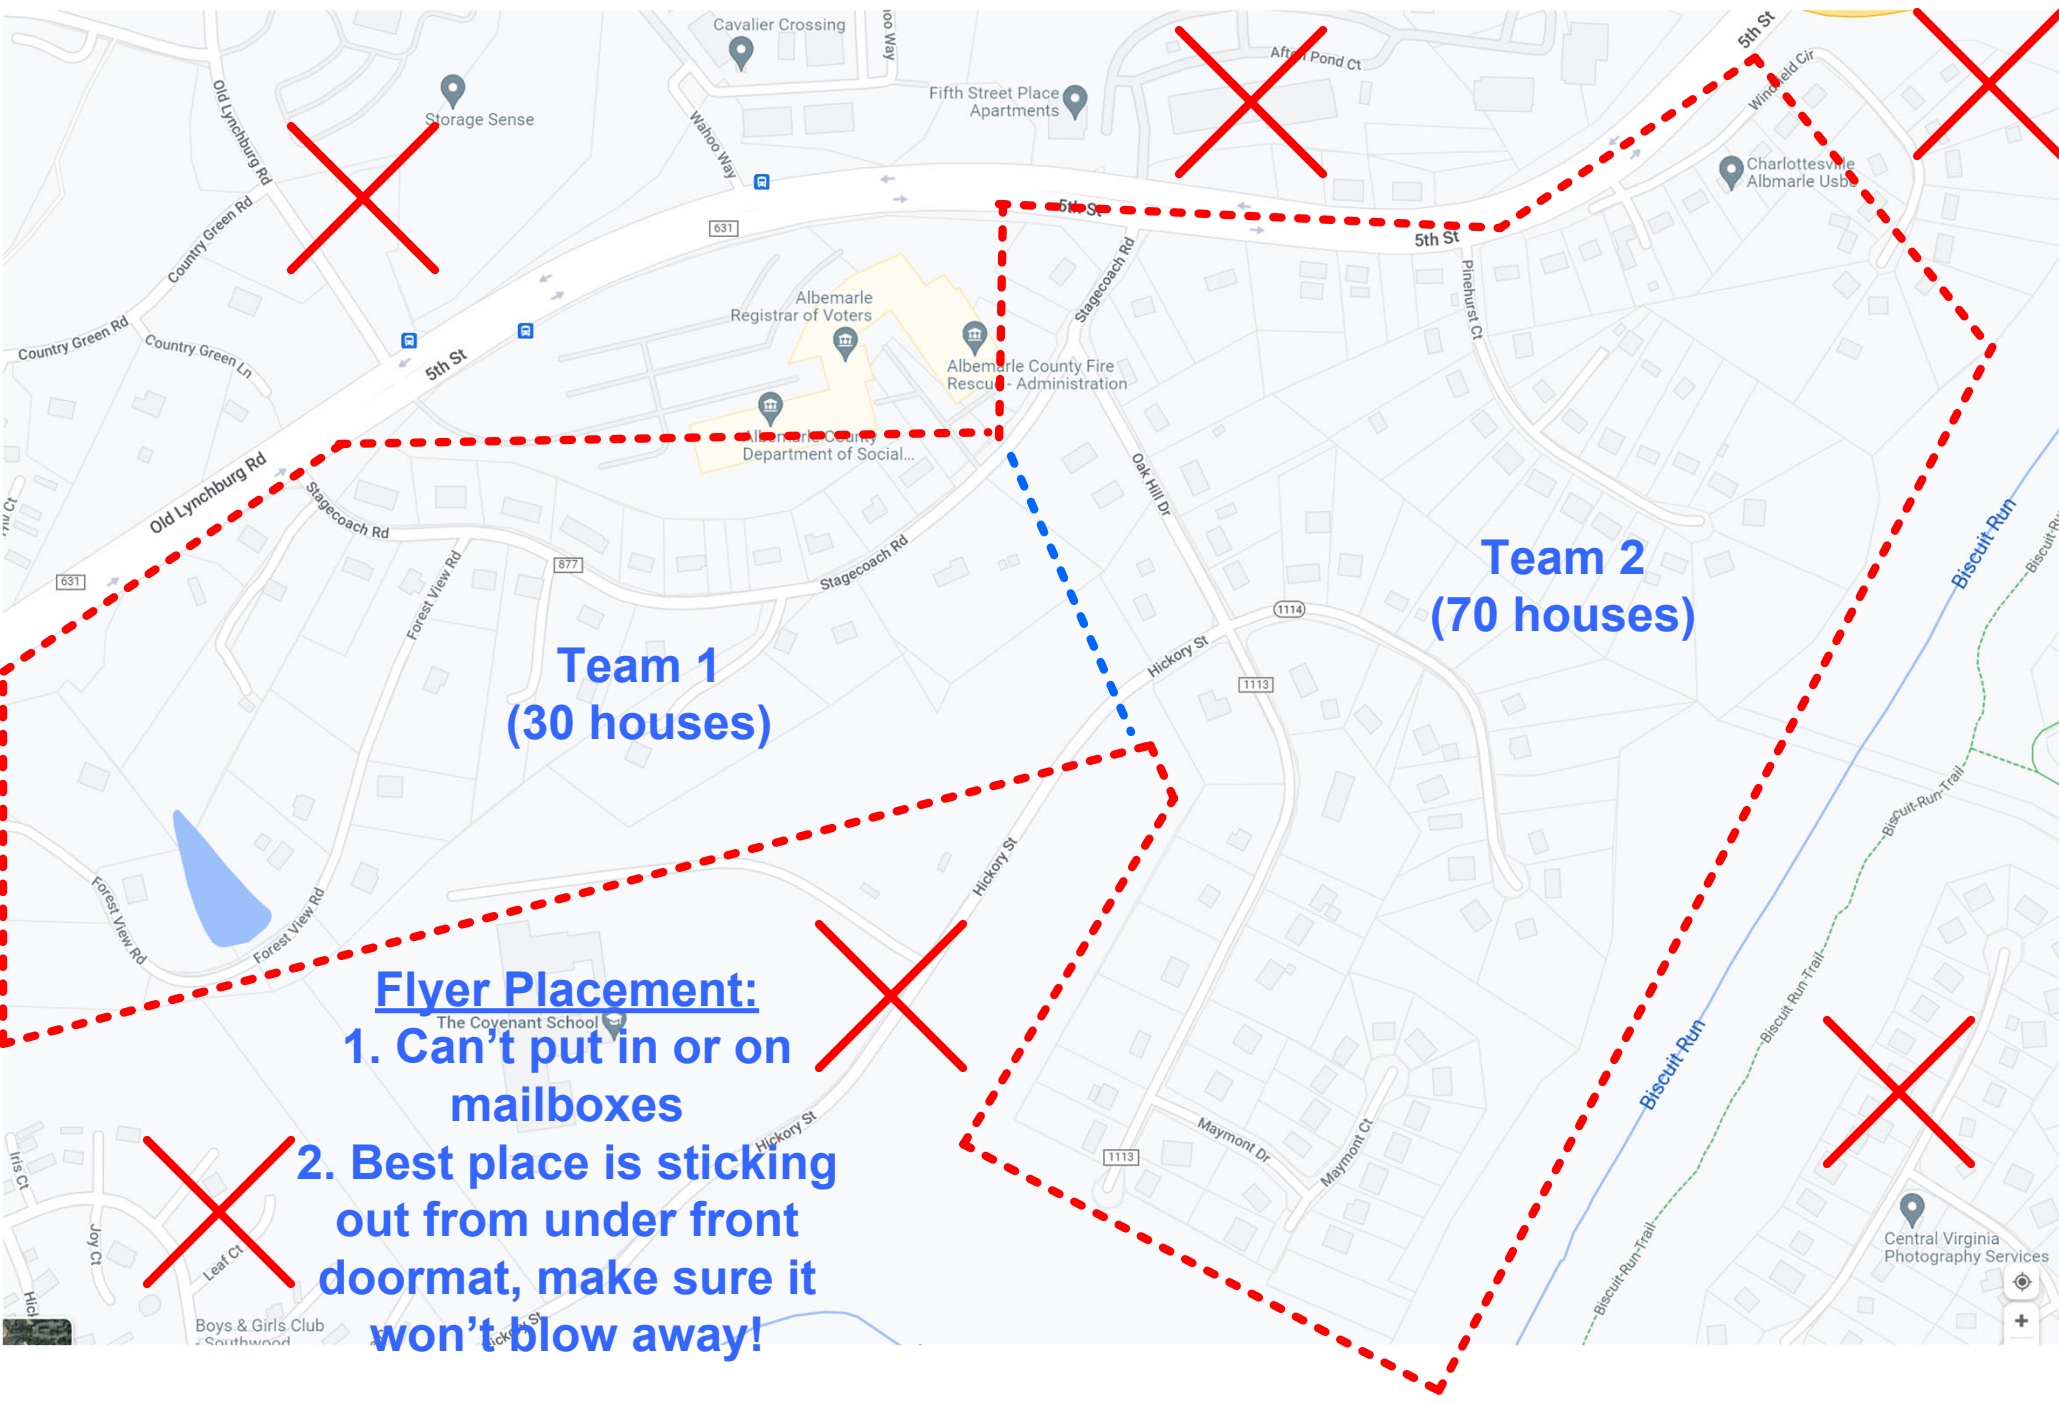 Cavalier Crossing
Storage Sense
Fifth Street Place
Apartments
5th St
Windfield Cir
Old Lynchburg Rd
Wahoo Way
Charlottesville
Albmarle Usbc
Country Green Rd
631
5th St
5th St
Stagecoach Rd
Pinehurst Ct
Albemarle
Registrar of Voters
Country Green Rd
Country Green Ln
5th St
Albemarle County Fire
Rescue - Administration
Albemarle County
Department of Social...
Old Lynchburg Rd
Stagecoach Rd
Oak Hill Dr
Biscuit Run
631
877
Forest View Rd
Stagecoach Rd
Team 2
(70 houses)
1114
Hickory St
1113
Team 1
(30 houses)
Biscuit-Run-Trail
Hickory St
Forest View Rd
Forest View Rd
Biscuit Run-Trail
Flyer Placement:
The Covenant School
1. Can't put in or on
mailboxes
Biscuit Run
Hickory St
2. Best place is sticking
out from under front
doormat, make sure it
won't blow away!
1113
Maymont Dr
Maymont Ct
Iris Ct
Joy Ct
Leaf Ct
Central Virginia
Photography Services
Biscuit-Run-Trail
Boys & Girls Club
- Southwood
+